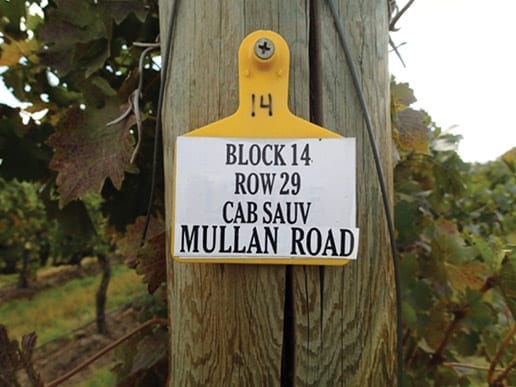 14
BLOCK 14
ROW 29
CAB SAUV
MULLAN ROAD